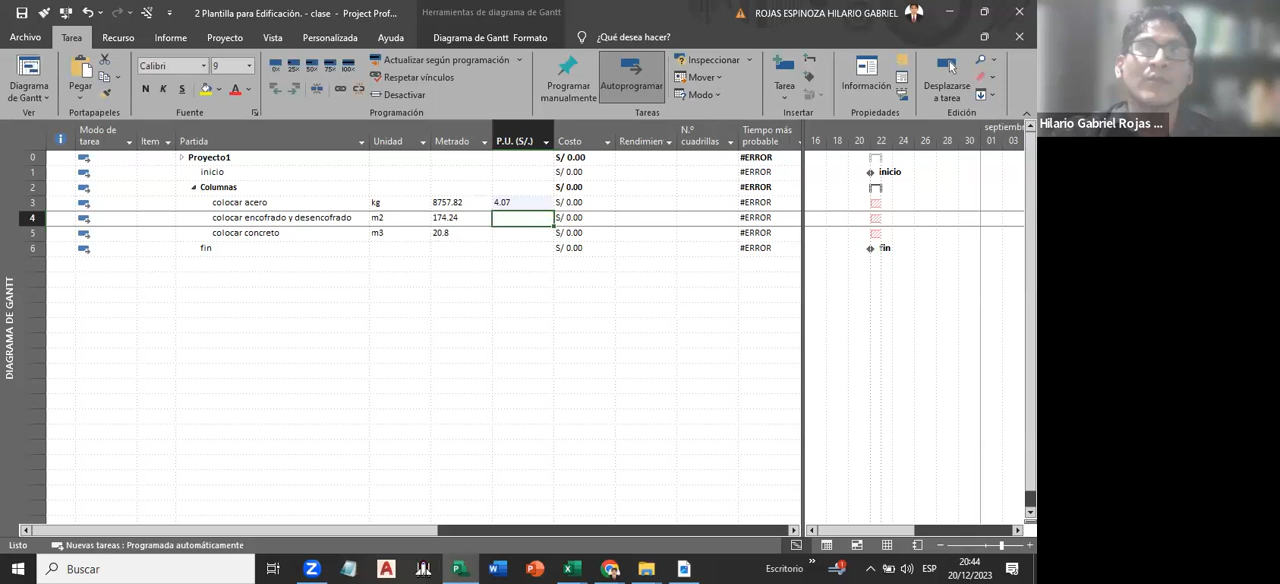 2 Plantilla para Edificación. - clase - Project Prof...
Herramientas de diagrama de Gantt
ROJAS ESPINOZA HILARIO GABRIEL
Archivo Tarea Recurso Informe Proyecto Vista Personalizada Ayuda Diagrama de Gantt Formato ¿Qué desea hacer?
Diagrama de Gantt
Ver
Pegar
Portapapeles
Calibri 9
N K S A
Fuente
0% 25% 50% 75% 100%
Actualizar según programación
Respetar vínculos
Desactivar
Programación
Programar manualmente
Autoprogramar
Inspeccionar
Mover
Modo
Tareas
Tarea
Insertar
Información
Propiedades
Desplazarse a tarea
Edición
Hilario Gabriel Rojas ...
Modo de tarea Item Partida Unidad Metrado P.U. (S/.) Costo Rendimien N.º cuadrillas Tiempo más probable
septiemb
16 18 20 22 24 26 28 30 01 03
0 Proyecto1 S/ 0.00 #ERROR
1 inicio S/ 0.00 #ERROR inicio
2 Columnas S/ 0.00 #ERROR
3 colocar acero kg 8757.82 4.07 S/ 0.00 #ERROR
4 colocar encofrado y desencofrado m2 174.24 S/ 0.00 #ERROR
5 colocar concreto m3 20.8 S/ 0.00 #ERROR
6 fin S/ 0.00 #ERROR fin
DIAGRAMA DE GANTT
Listo Nuevas tareas : Programada automáticamente
Buscar
Escritorio
ESP
20:44
20/12/2023